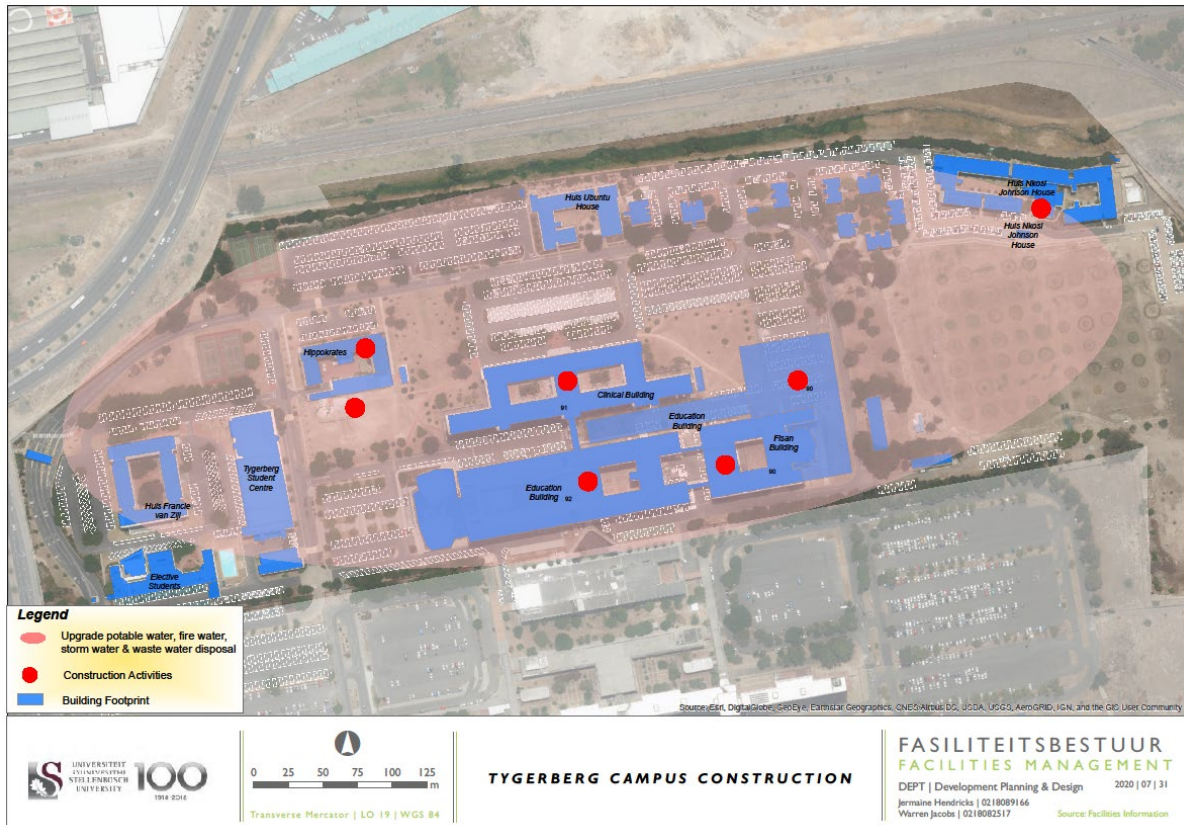 Huis Ubuntu
House
Huis Nkosi
Johnson House
Huis Nkosi
Johnson
House
Hippokrates
Clinical Building
91
90
Education
Building
Fisan
Building
90
Education
Building
92
Tygerberg
Student
Centre
Huis Francie
van Zijl
Elective
Students
Legend
Upgrade potable water, fire water,
storm water & waste water disposal
Construction Activities
Building Footprint
Source: Esri, DigitalGlobe, GeoEye, Earthstar Geographics, CNES/Airbus DS, USDA, USGS, AeroGRID, IGN, and the GIS User Community
UNIVERSITEIT
STELLENBOSCH
UNIVERSITY
100
1918·2018
0 25 50 75 100 125
m
Transverse Mercator | LO 19 | WGS 84
TYGERBERG CAMPUS CONSTRUCTION
FASILITEITSBESTUUR
FACILITIES MANAGEMENT
DEPT | Development Planning & Design 2020 | 07 | 31
Jermaine Hendricks | 0218089166
Warren Jacobs | 0218082517
Source: Facilities Information